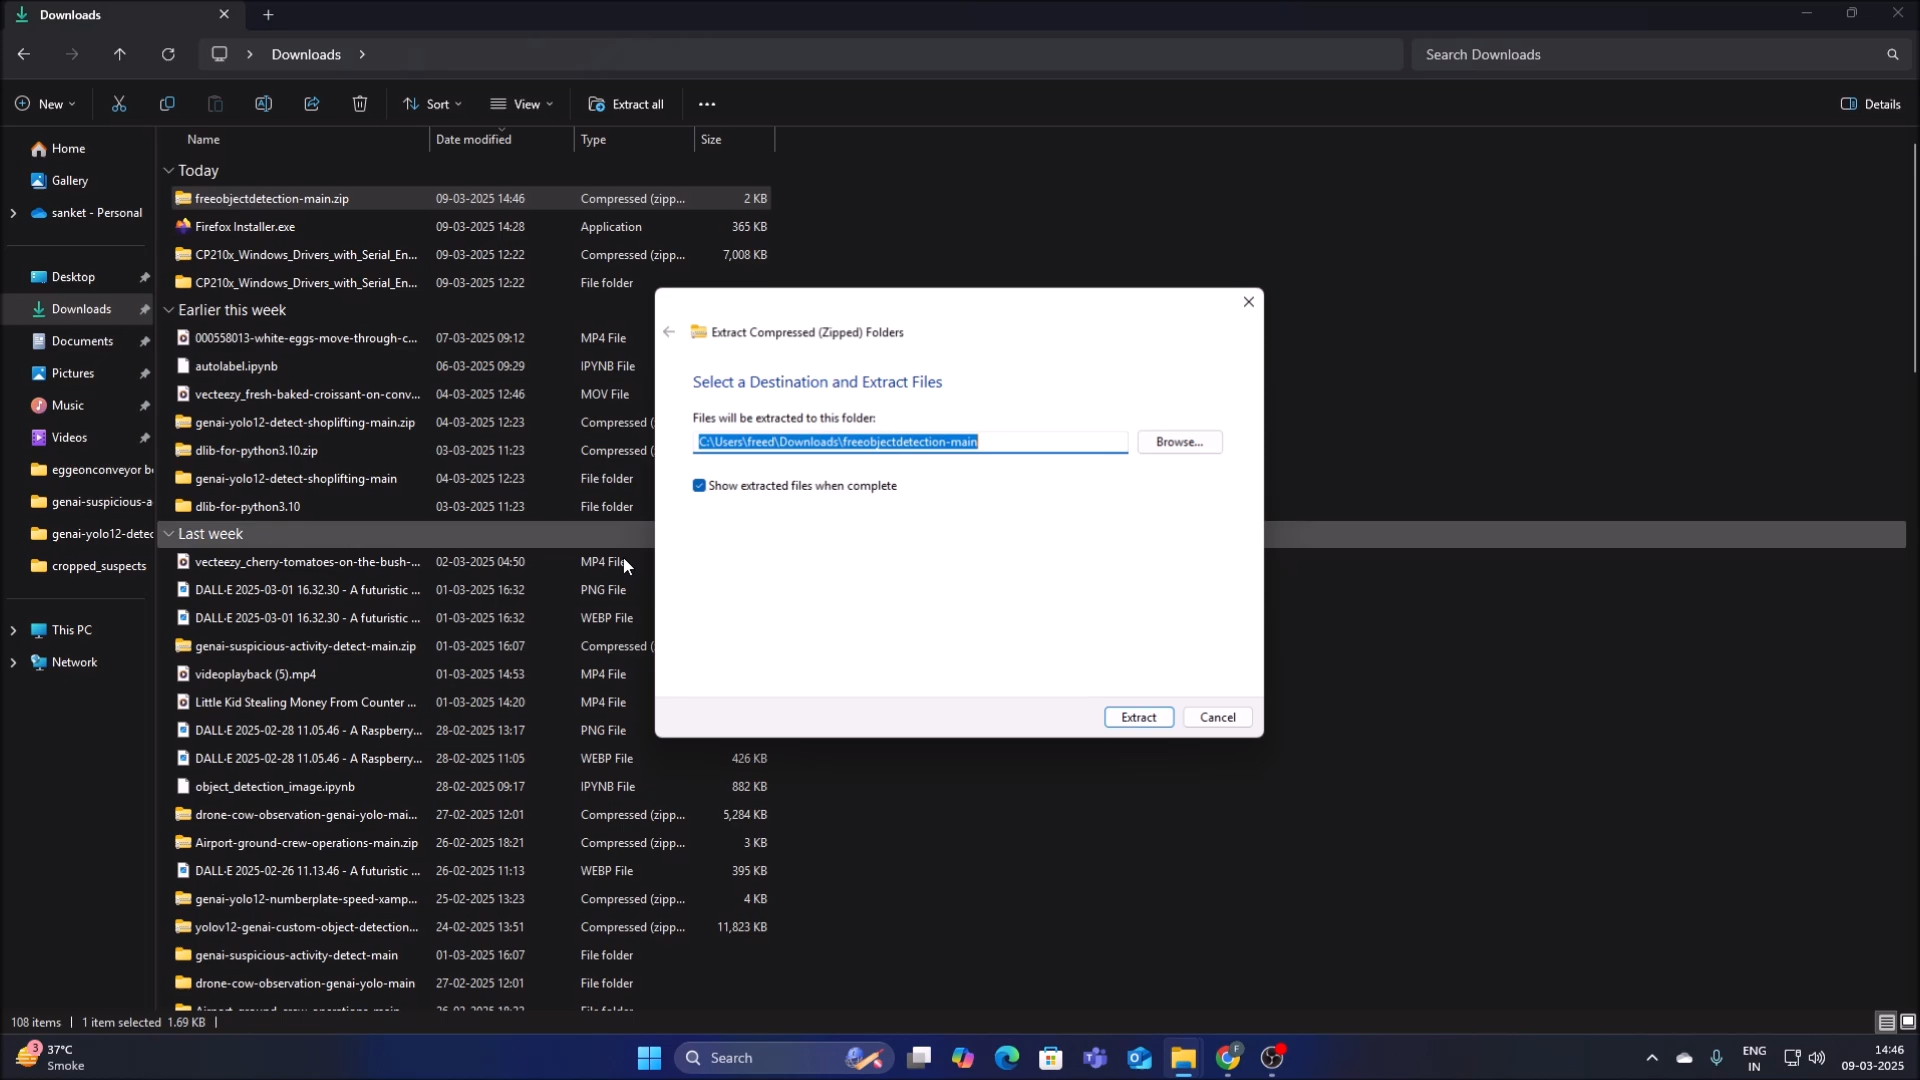 Downloads
Downloads
Search Downloads
New
Sort
View
Extract all
Details
Name Date modified Type Size
Home
Gallery
sanket - Personal
Desktop
Downloads
Documents
Pictures
Music
Videos
eggeonconveyor be
genai-suspicious-a
genai-yolo12-detec
cropped_suspects
This PC
Network
Today
freeobjectdetection-main.zip 09-03-2025 14:46 Compressed (zipp... 2 KB
Firefox Installer.exe 09-03-2025 14:28 Application 365 KB
CP210x_Windows_Drivers_with_Serial_En... 09-03-2025 12:22 Compressed (zipp... 7,008 KB
CP210x_Windows_Drivers_with_Serial_En... 09-03-2025 12:22 File folder
Earlier this week
000558013-white-eggs-move-through-c... 07-03-2025 09:12 MP4 File
autolabel.ipynb 06-03-2025 09:29 IPYNB File
vecteezy_fresh-baked-croissant-on-conv... 04-03-2025 12:46 MOV File
genai-yolo12-detect-shoplifting-main.zip 04-03-2025 12:23 Compressed (
dlib-for-python3.10.zip 03-03-2025 11:23 Compressed (
genai-yolo12-detect-shoplifting-main 04-03-2025 12:23 File folder
dlib-for-python3.10 03-03-2025 11:23 File folder
Last week
vecteezy_cherry-tomatoes-on-the-bush-... 02-03-2025 04:50 MP4 File
DALL·E 2025-03-01 16.32.30 - A futuristic ... 01-03-2025 16:32 PNG File
DALL·E 2025-03-01 16.32.30 - A futuristic ... 01-03-2025 16:32 WEBP File
genai-suspicious-activity-detect-main.zip 01-03-2025 16:07 Compressed (
videoplayback (5).mp4 01-03-2025 14:53 MP4 File
Little Kid Stealing Money From Counter ... 01-03-2025 14:20 MP4 File
DALL·E 2025-02-28 11.05.46 - A Raspberry... 28-02-2025 13:17 PNG File
DALL·E 2025-02-28 11.05.46 - A Raspberry... 28-02-2025 11:05 WEBP File 426 KB
object_detection_image.ipynb 28-02-2025 09:17 IPYNB File 882 KB
drone-cow-observation-genai-yolo-mai... 27-02-2025 12:01 Compressed (zipp... 5,284 KB
Airport-ground-crew-operations-main.zip 26-02-2025 18:21 Compressed (zipp... 3 KB
DALL·E 2025-02-26 11.13.46 - A futuristic ... 26-02-2025 11:13 WEBP File 395 KB
genai-yolo12-numberplate-speed-xamp... 25-02-2025 13:23 Compressed (zipp... 4 KB
yolov12-genai-custom-object-detection... 24-02-2025 13:51 Compressed (zipp... 11,823 KB
genai-suspicious-activity-detect-main 01-03-2025 16:07 File folder
drone-cow-observation-genai-yolo-main 27-02-2025 12:01 File folder
Extract Compressed (Zipped) Folders
Select a Destination and Extract Files
Files will be extracted to this folder:
C:\Users\freed\Downloads\freeobjectdetection-main
Browse...
Show extracted files when complete
Extract
Cancel
108 items
1 item selected 1.69 KB
3
37°C
Smoke
Search
F
ENG
IN
14:46
09-03-2025